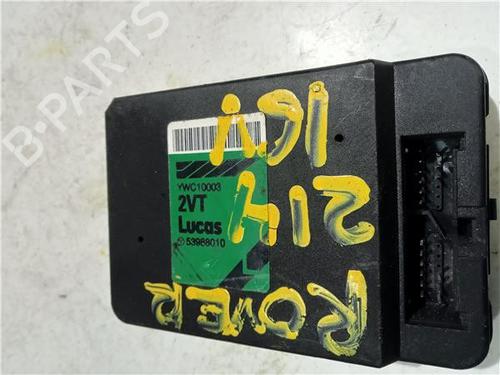 B-PARTS
YWC10003
2VT
Lucas
53988010
ROVER
214
16V